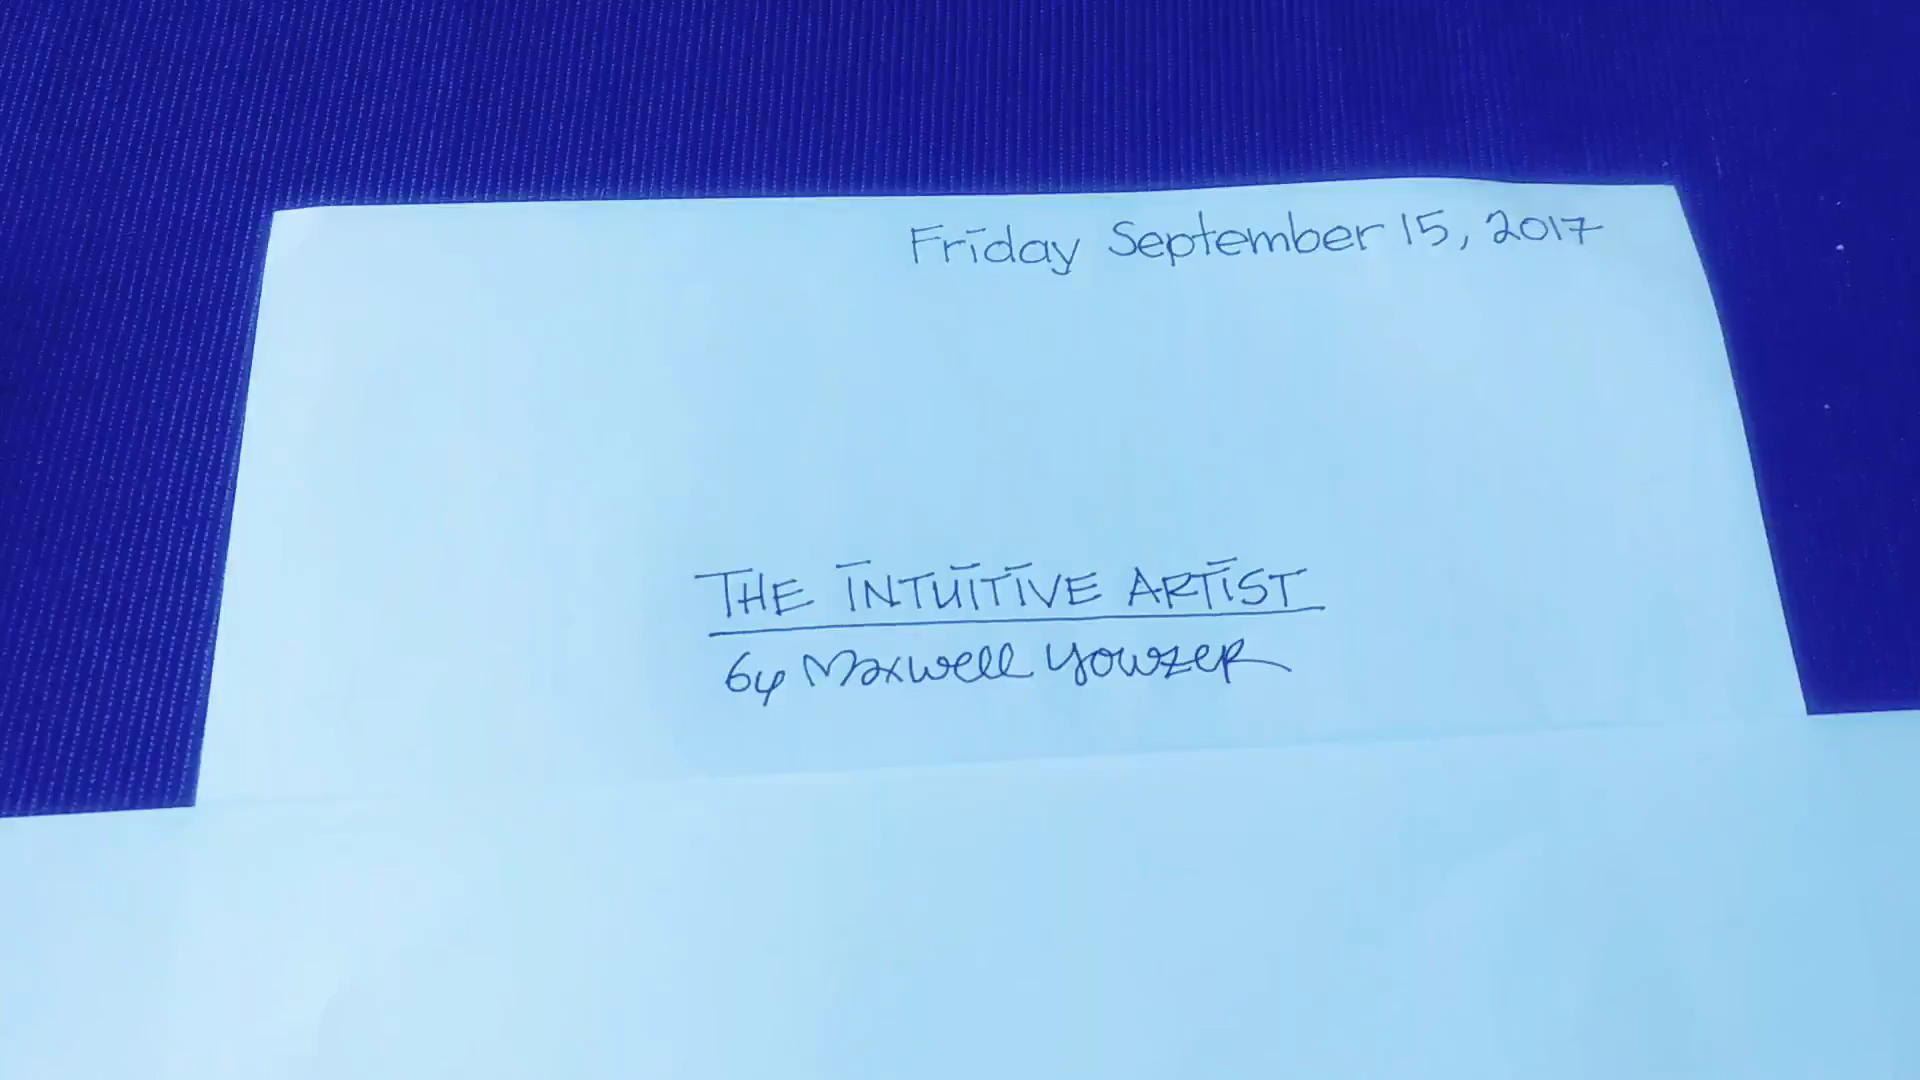 Friday September 15, 2017
THE INTUITIVE ARTIST
by Maxwell Yowzer